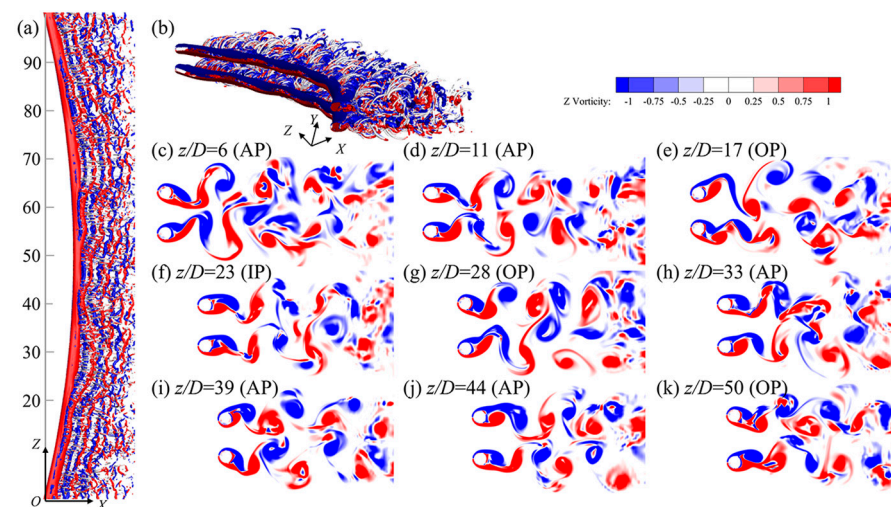 (a)
(b)
90
80
70
60
50
40
30
20
Z
O
X
Z
Y
X
Z Vorticity: -1 -0.75 -0.5 -0.25 0 0.25 0.5 0.75 1
(c) z/D=6 (AP)
(d) z/D=11 (AP)
(e) z/D=17 (OP)
(f) z/D=23 (IP)
(g) z/D=28 (OP)
(h) z/D=33 (AP)
(i) z/D=39 (AP)
(j) z/D=44 (AP)
(k) z/D=50 (OP)